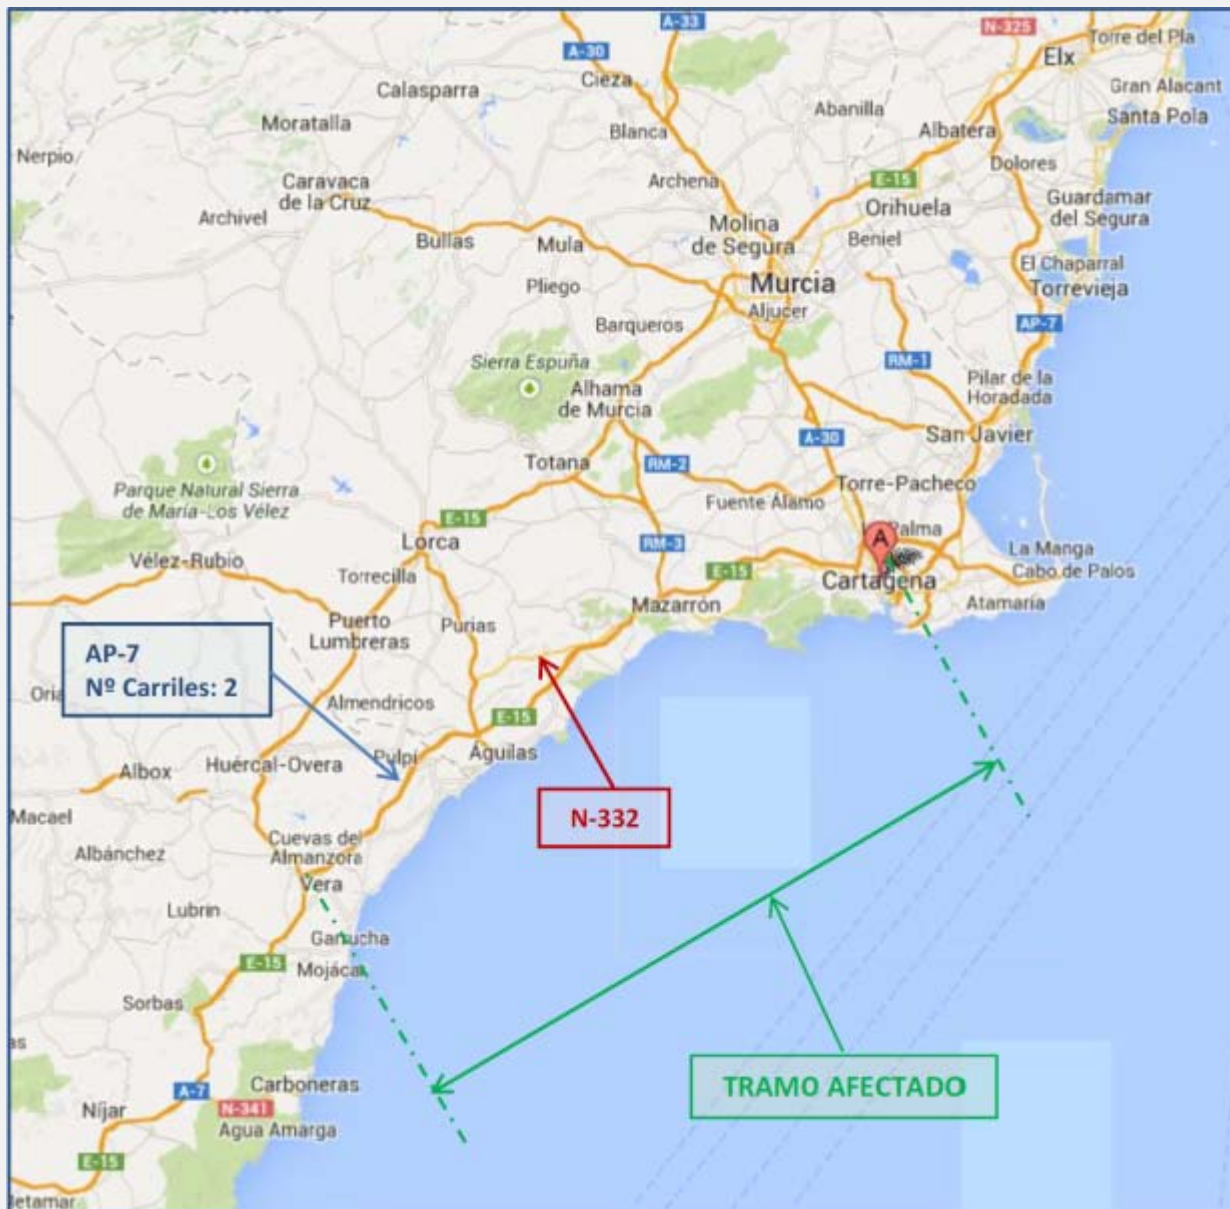 A-33
N-325
Torre del Pla
A-30
Elx
Cieza
Calasparra
Gran Alacant
Abanilla
Santa Pola
Moratalla
Blanca
Albatera
Nerpio
Dolores
Caravaca
de la Cruz
Archena
E-15
Guardamar
del Segura
Archivel
Orihuela
Molina
de Segura
Bullas
Mula
Beniel
El Chaparral
Pliego
Murcia
Torrevieja
Aljucer
Barqueros
AP-7
Sierra Espuña
RM-1
Pilar de la
Horadada
Alhama
de Murcia
A-30
San Javier
Totana
RM-2
Parque Natural Sierra
de María-Los Vélez
Fuente Álamo
Torre-Pacheco
E-15
Lorca
RM-3
Palma
A
La Manga
Vélez-Rubio
E-15
Cabo de Palos
Torrecilla
Cartagena
Mazarrón
Atamaría
Puerto
Lumbreras
Purias
AP-7
Nº Carriles: 2
Almendricos
E-15
Pulpí
Águilas
Albox
Huércal-Overa
N-332
Macael
Cuevas del
Almanzora
Albánchez
Vera
Lubrin
Garrucha
E-15
Mojácar
Sorbas
TRAMO AFECTADO
A-7
Carboneras
Níjar
N-341
Agua Amarga
E-15